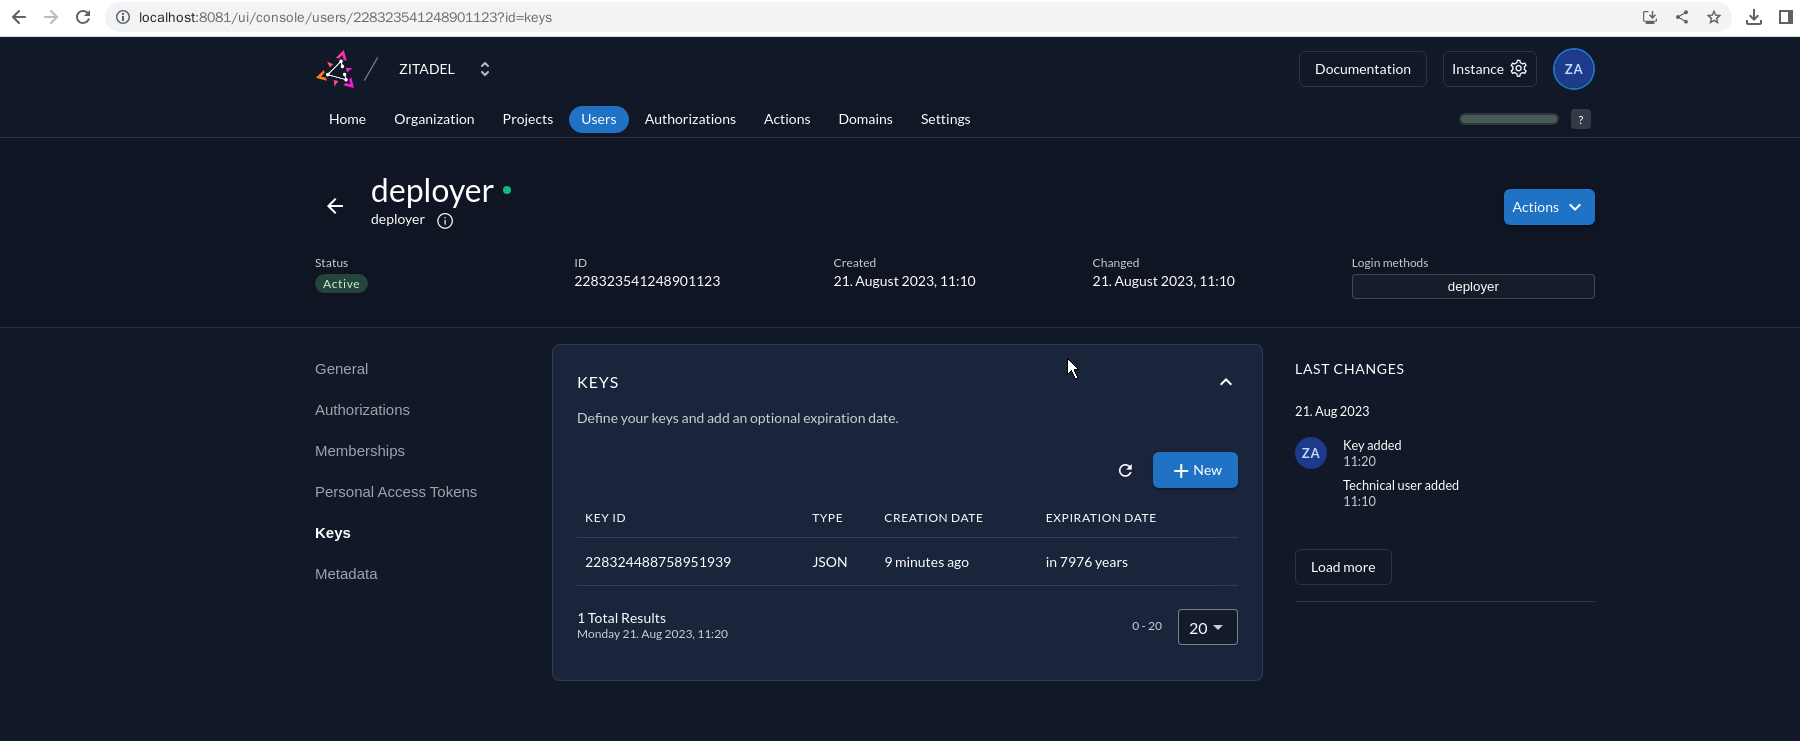 localhost:8081/ui/console/users/228323541248901123?id=keys
ZITADEL
Documentation
Instance
ZA
Home
Organization
Projects
Users
Authorizations
Actions
Domains
Settings
?
deployer
deployer
Actions
Status
Active
ID
228323541248901123
Created
21. August 2023, 11:10
Changed
21. August 2023, 11:10
Login methods
deployer
General
Authorizations
Memberships
Personal Access Tokens
Keys
Metadata
KEYS
Define your keys and add an optional expiration date.
New
KEY ID TYPE CREATION DATE EXPIRATION DATE
228324488758951939 JSON 9 minutes ago in 7976 years
1 Total Results
Monday 21. Aug 2023, 11:20
0 - 20
20
LAST CHANGES
21. Aug 2023
ZA
Key added
11:20
Technical user added
11:10
Load more